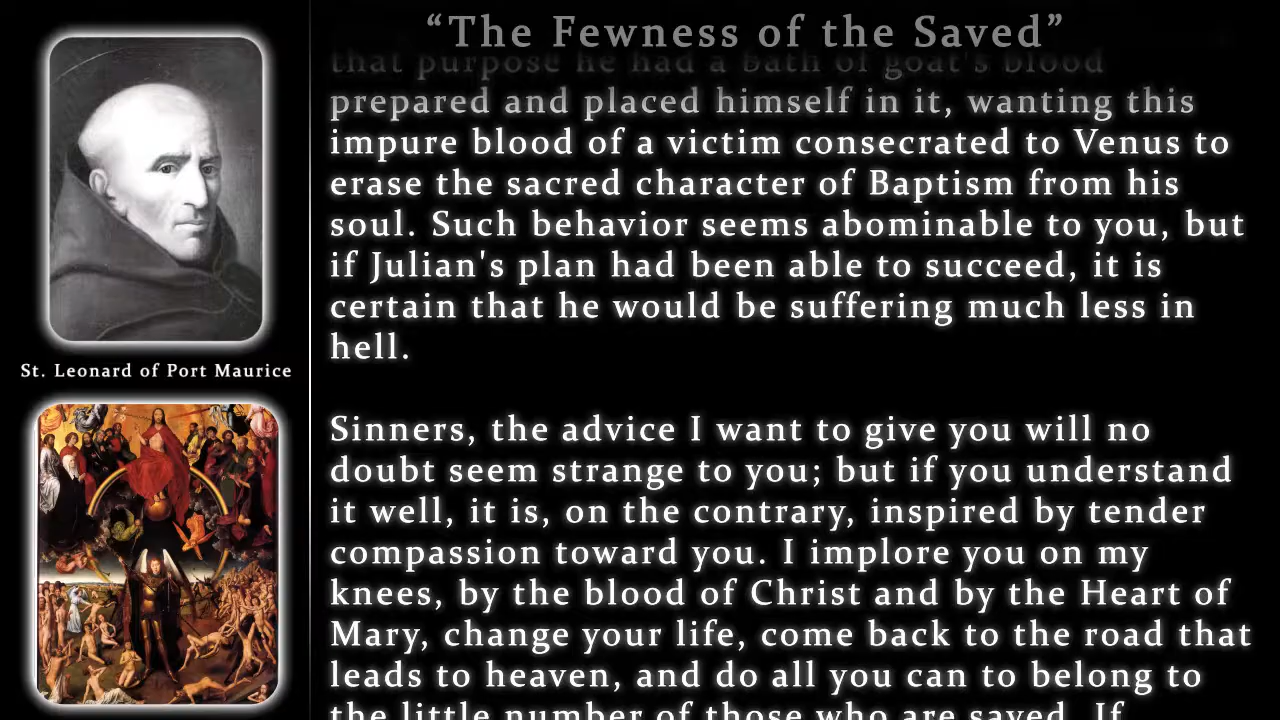 “The Fewness of the Saved”
that purpose he had a bath of goat's blood
prepared and placed himself in it, wanting this
impure blood of a victim consecrated to Venus to
erase the sacred character of Baptism from his
soul. Such behavior seems abominable to you, but
if Julian's plan had been able to succeed, it is
certain that he would be suffering much less in
hell.
Sinners, the advice I want to give you will no
doubt seem strange to you; but if you understand
it well, it is, on the contrary, inspired by tender
compassion toward you. I implore you on my
knees, by the blood of Christ and by the Heart of
Mary, change your life, come back to the road that
leads to heaven, and do all you can to belong to
the little number of those who are saved. If
St. Leonard of Port Maurice